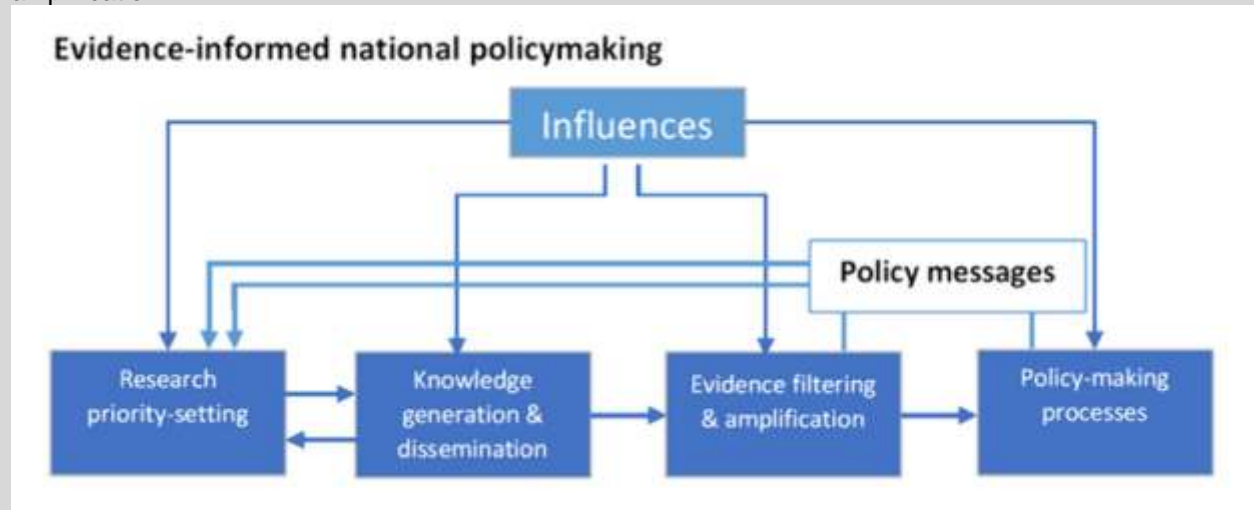 Evidence-informed national policymaking
Influences
Policy messages
Research
priority-setting
Knowledge
generation &
dissemination
Evidence filtering
& amplification
Policy-making
processes